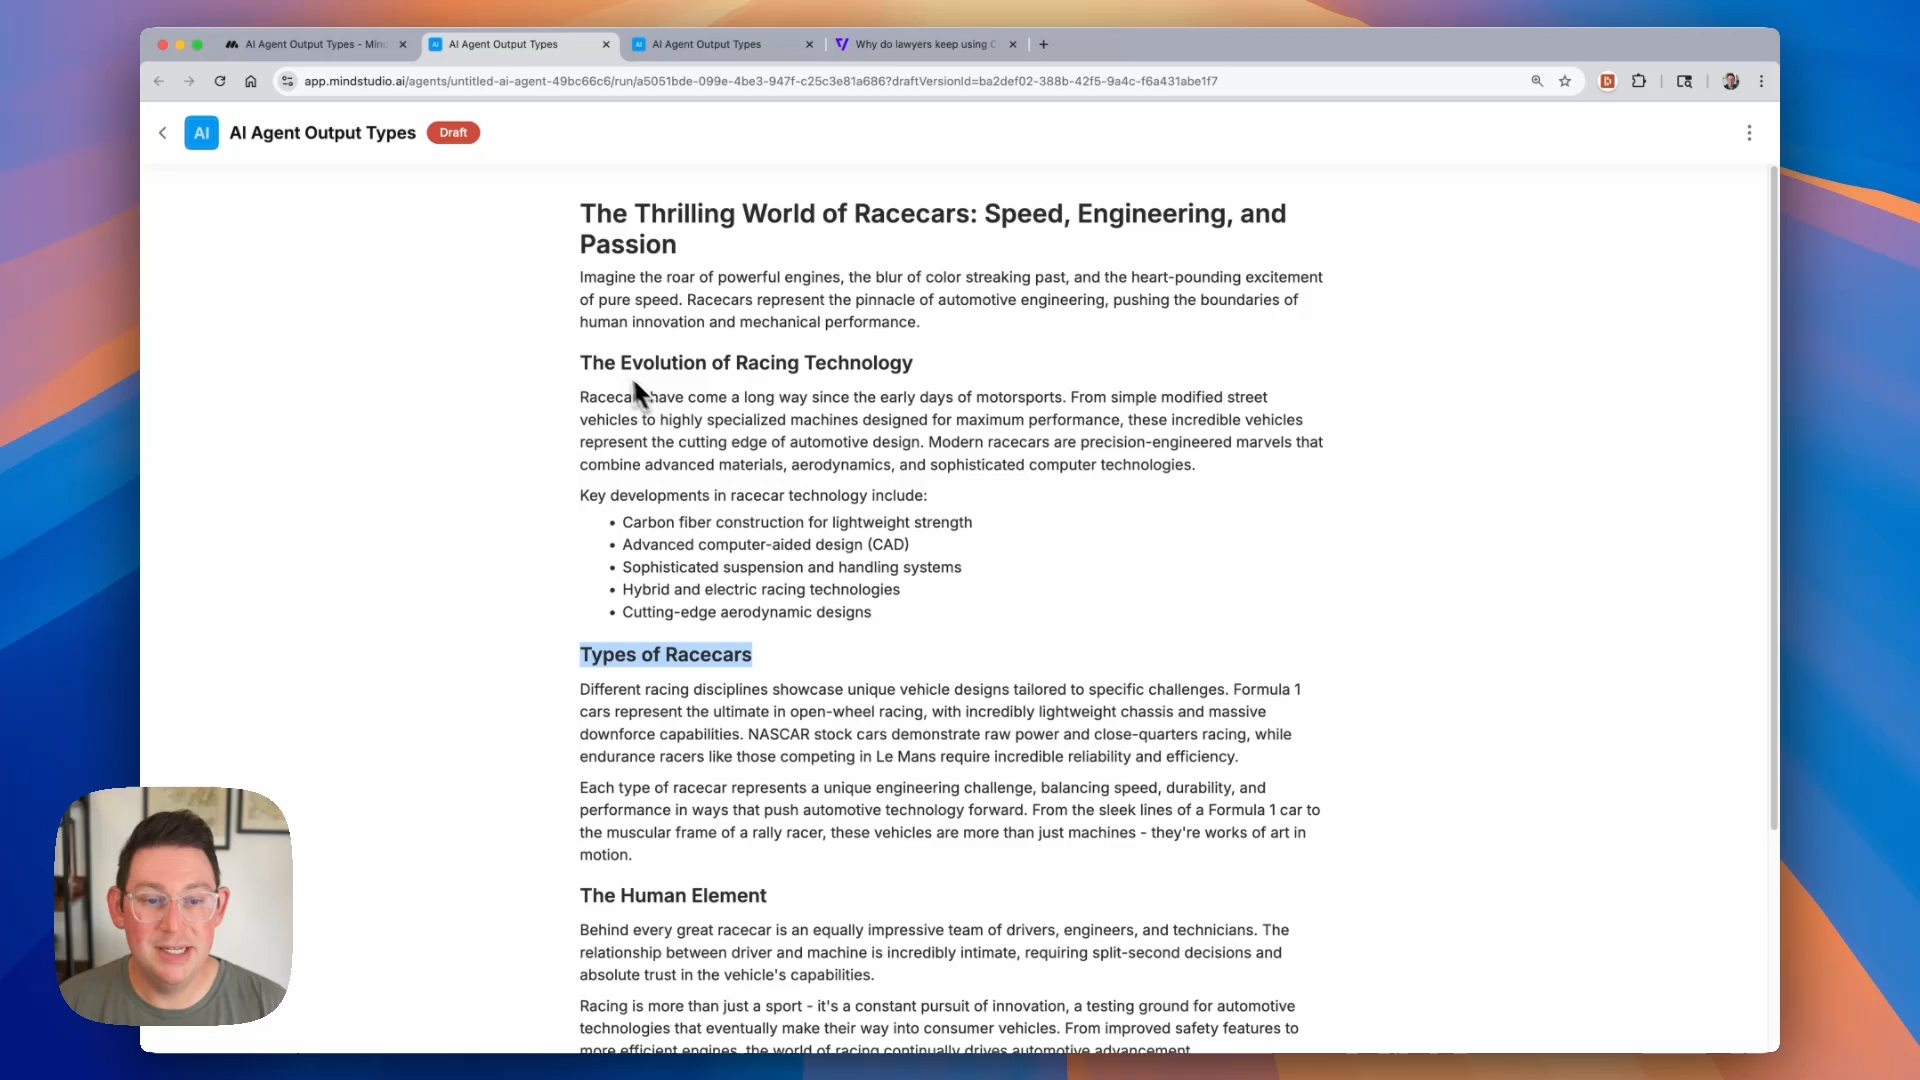 AI Agent Output Types - Mind
AI Agent Output Types
AI Agent Output Types
Why do lawyers keep using C
app.mindstudio.ai/agents/untitled-ai-agent-49bc66c6/run/a5051bde-099e-4be3-947f-c25c3e81a686?draftVersionId=ba2def02-388b-42f5-9a4c-f6a431abe1f7
AI AI Agent Output Types Draft
The Thrilling World of Racecars: Speed, Engineering, and
Passion
Imagine the roar of powerful engines, the blur of color streaking past, and the heart-pounding excitement
of pure speed. Racecars represent the pinnacle of automotive engineering, pushing the boundaries of
human innovation and mechanical performance.
The Evolution of Racing Technology
Racecars have come a long way since the early days of motorsports. From simple modified street
vehicles to highly specialized machines designed for maximum performance, these incredible vehicles
represent the cutting edge of automotive design. Modern racecars are precision-engineered marvels that
combine advanced materials, aerodynamics, and sophisticated computer technologies.
Key developments in racecar technology include:
• Carbon fiber construction for lightweight strength
• Advanced computer-aided design (CAD)
• Sophisticated suspension and handling systems
• Hybrid and electric racing technologies
• Cutting-edge aerodynamic designs
Types of Racecars
Different racing disciplines showcase unique vehicle designs tailored to specific challenges. Formula 1
cars represent the ultimate in open-wheel racing, with incredibly lightweight chassis and massive
downforce capabilities. NASCAR stock cars demonstrate raw power and close-quarters racing, while
endurance racers like those competing in Le Mans require incredible reliability and efficiency.
Each type of racecar represents a unique engineering challenge, balancing speed, durability, and
performance in ways that push automotive technology forward. From the sleek lines of a Formula 1 car to
the muscular frame of a rally racer, these vehicles are more than just machines - they're works of art in
motion.
The Human Element
Behind every great racecar is an equally impressive team of drivers, engineers, and technicians. The
relationship between driver and machine is incredibly intimate, requiring split-second decisions and
absolute trust in the vehicle's capabilities.
Racing is more than just a sport - it's a constant pursuit of innovation, a testing ground for automotive
technologies that eventually make their way into consumer vehicles. From improved safety features to
more efficient engines, the world of racing continually drives automotive advancement.